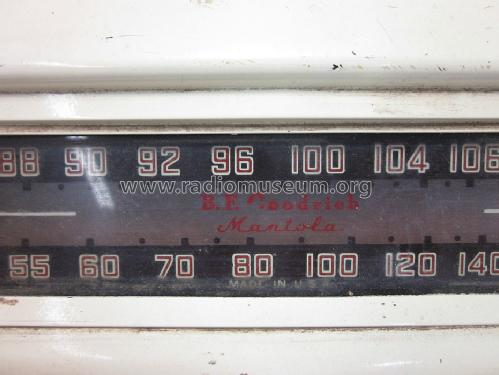 88 90 92 96 100 104 106
www.radiomuseum.org
B.F. Goodrich
Mantola
55 60 70 80 100 120 140
MADE IN U.S.A.